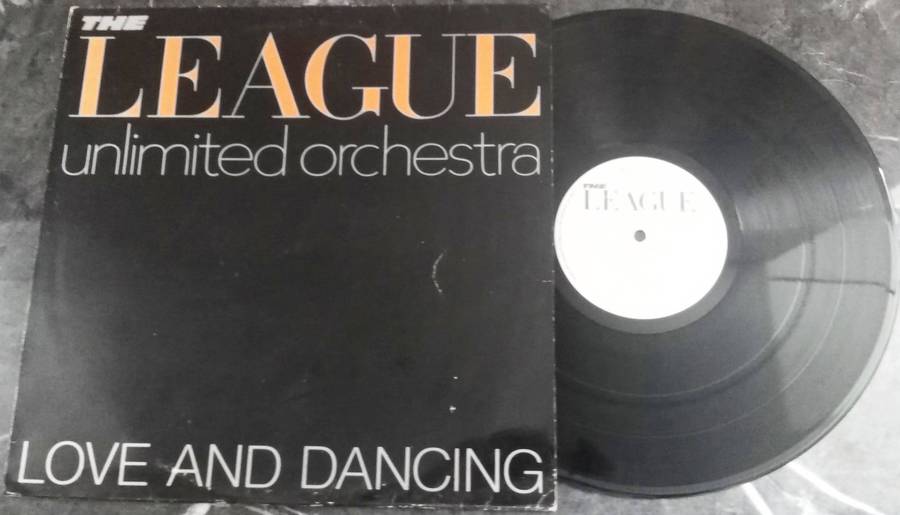 THE
LEAGUE
unlimited orchestra
LOVE AND DANCING
THE
LEAGUE